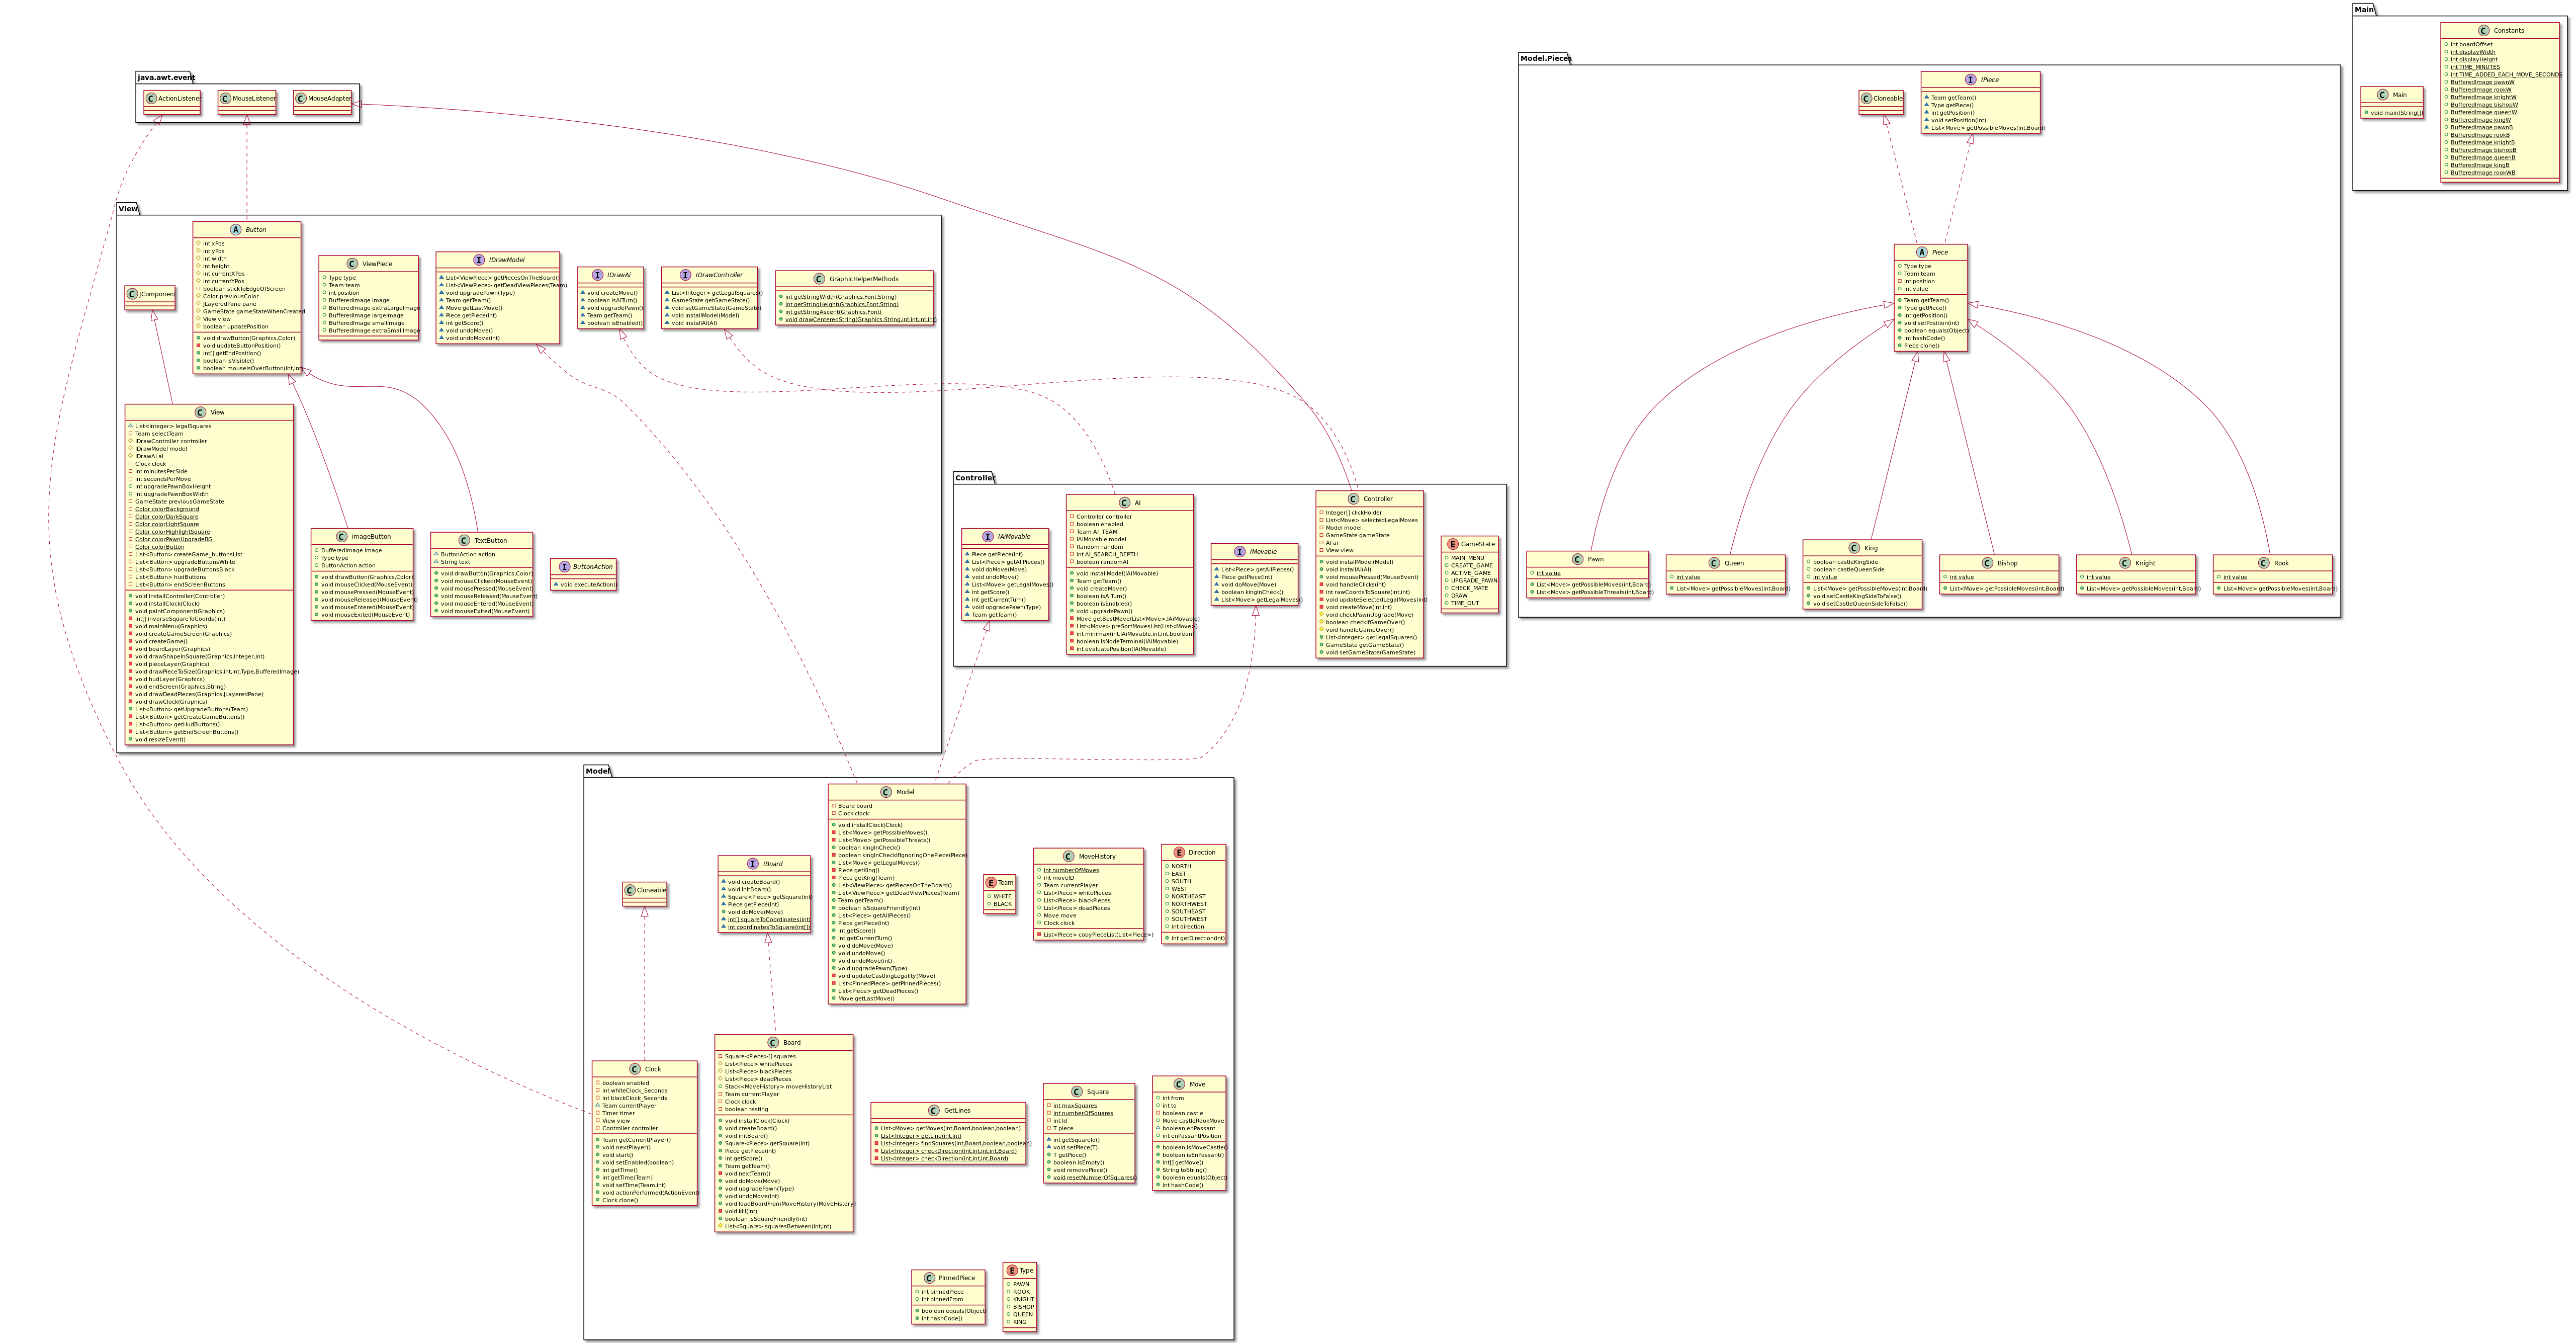 java.awt.event
C ActionListener
C MouseListener
C MouseAdapter
View
A Button
int xPos
int yPos
int width
int height
int currentXPos
int currentYPos
boolean stickToEdgeOfScreen
Color previousColor
JLayeredPane pane
GameState gameStateWhenCreated
View view
boolean updatePosition
void drawButton(Graphics,Color)
void updateButtonPosition()
int[] getEndPosition()
boolean isVisible()
boolean mouseIsOverButton(int,int)
C JComponent
C ViewPiece
Type type
Team team
int position
BufferedImage image
BufferedImage extraLargeImage
BufferedImage largeImage
BufferedImage smallImage
BufferedImage extraSmallImage
I IDrawModel
List<ViewPiece> getPiecesOnTheBoard()
List<ViewPiece> getDeadViewPieces(Team)
void upgradePawn(Type)
Team getTeam()
Move getLastMove()
Piece getPiece(int)
int getScore()
void undoMove()
void undoMove(int)
I IDrawAi
void createMove()
boolean isAiTurn()
void upgradePawn()
Team getTeam()
boolean isEnabled()
I IDrawController
List<Integer> getLegalSquares()
GameState getGameState()
void setGameState(GameState)
void installModel(Model)
void installAI(AI)
C GraphicHelperMethods
int getStringWidth(Graphics,Font,String)
int getStringHeight(Graphics,Font,String)
int getStringAscent(Graphics,Font)
void drawCenteredString(Graphics,String,int,int,int,int)
C View
List<Integer> legalSquares
Team selectTeam
IDrawController controller
IDrawModel model
IDrawAi ai
Clock clock
int minutesPerSide
int secondsPerMove
int upgradePawnBoxHeight
int upgradePawnBoxWidth
GameState previousGameState
Color colorBackground
Color colorDarkSquare
Color colorLightSquare
Color colorHighlightSquare
Color colorPawnUpgradeBG
Color colorButton
List<Button> createGame_buttonsList
List<Button> upgradeButtonsWhite
List<Button> upgradeButtonsBlack
List<Button> hudButtons
List<Button> endScreenButtons
void installController(Controller)
void installClock(Clock)
void paintComponent(Graphics)
int[] inverseSquareToCoords(int)
void mainMenu(Graphics)
void createGameScreen(Graphics)
void createGame()
void boardLayer(Graphics)
void drawShapeInSquare(Graphics,Integer,int)
void pieceLayer(Graphics)
void drawPieceToSize(Graphics,int,int,Type,BufferedImage)
void hudLayer(Graphics)
void endScreen(Graphics,String)
void drawDeadPieces(Graphics,JLayeredPane)
void drawClock(Graphics)
List<Button> getUpgradeButtons(Team)
List<Button> getCreateGameButtons()
List<Button> getHudButtons()
List<Button> getEndScreenButtons()
void resizeEvent()
C imageButton
BufferedImage image
Type type
ButtonAction action
void drawButton(Graphics,Color)
void mouseClicked(MouseEvent)
void mousePressed(MouseEvent)
void mouseReleased(MouseEvent)
void mouseEntered(MouseEvent)
void mouseExited(MouseEvent)
C TextButton
ButtonAction action
String text
void drawButton(Graphics,Color)
void mouseClicked(MouseEvent)
void mousePressed(MouseEvent)
void mouseReleased(MouseEvent)
void mouseEntered(MouseEvent)
void mouseExited(MouseEvent)
I ButtonAction
void executeAction()
Controller
I IAiMovable
Piece getPiece(int)
List<Piece> getAllPieces()
void doMove(Move)
void undoMove()
List<Move> getLegalMoves()
int getScore()
int getCurrentTurn()
void upgradePawn(Type)
Team getTeam()
C AI
Controller controller
boolean enabled
Team AI_TEAM
IAiMovable model
Random random
int AI_SEARCH_DEPTH
boolean randomAI
void installModel(IAiMovable)
Team getTeam()
void createMove()
boolean isAiTurn()
boolean isEnabled()
void upgradePawn()
Move getBestMove(List<Move>,IAiMovable)
List<Move> preSortMovesList(List<Move>)
int minimax(int,IAiMovable,int,int,boolean)
boolean isNodeTerminal(IAiMovable)
int evaluatePosition(IAiMovable)
I IMovable
List<Piece> getAllPieces()
Piece getPiece(int)
void doMove(Move)
boolean kingInCheck()
List<Move> getLegalMoves()
C Controller
Integer[] clickHolder
List<Move> selectedLegalMoves
Model model
GameState gameState
AI ai
View view
void installModel(Model)
void installAI(AI)
void mousePressed(MouseEvent)
void handleClicks(int)
int rawCoordsToSquare(int,int)
void updateSelectedLegalMoves(int)
void createMove(int,int)
void checkPawnUpgrade(Move)
boolean checkIfGameOver()
void handleGameOver()
List<Integer> getLegalSquares()
GameState getGameState()
void setGameState(GameState)
E GameState
MAIN_MENU
CREATE_GAME
ACTIVE_GAME
UPGRADE_PAWN
CHECK_MATE
DRAW
TIME_OUT
Model
C Model
Board board
Clock clock
void installClock(Clock)
List<Move> getPossibleMoves()
List<Move> getPossibleThreats()
boolean kingInCheck()
boolean kingInCheckIfIgnoringOnePiece(Piece)
List<Move> getLegalMoves()
Piece getKing()
Piece getKing(Team)
List<ViewPiece> getPiecesOnTheBoard()
List<ViewPiece> getDeadViewPieces(Team)
Team getTeam()
boolean isSquareFriendly(int)
List<Piece> getAllPieces()
Piece getPiece(int)
int getScore()
int getCurrentTurn()
void doMove(Move)
void undoMove()
void undoMove(int)
void upgradePawn(Type)
void updateCastlingLegality(Move)
List<PinnedPiece> getPinnedPieces()
List<Piece> getDeadPieces()
Move getLastMove()
C Cloneable
I IBoard
void createBoard()
void initBoard()
Square<Piece> getSquare(int)
Piece getPiece(int)
void doMove(Move)
int[] squareToCoordinates(int)
int coordinatesToSquare(int[])
E Team
WHITE
BLACK
C MoveHistory
int numberOfMoves
int moveID
Team currentPlayer
List<Piece> whitePieces
List<Piece> blackPieces
List<Piece> deadPieces
Move move
Clock clock
List<Piece> copyPieceList(List<Piece>)
E Direction
NORTH
EAST
SOUTH
WEST
NORTHEAST
NORTHWEST
SOUTHEAST
SOUTHWEST
int direction
int getDirection(int)
C Clock
boolean enabled
int whiteClock_Seconds
int blackClock_Seconds
Team currentPlayer
Timer timer
View view
Controller controller
Team getCurrentPlayer()
void nextPlayer()
void start()
void setEnabled(boolean)
int getTime()
int getTime(Team)
void setTime(Team,int)
void actionPerformed(ActionEvent)
Clock clone()
C Board
Square<Piece>[] squares
List<Piece> whitePieces
List<Piece> blackPieces
List<Piece> deadPieces
Stack<MoveHistory> moveHistoryList
Team currentPlayer
Clock clock
boolean testing
void installClock(Clock)
void createBoard()
void initBoard()
Square<Piece> getSquare(int)
Piece getPiece(int)
int getScore()
Team getTeam()
void nextTeam()
void doMove(Move)
void upgradePawn(Type)
void undoMove(int)
void loadBoardFromMoveHistory(MoveHistory)
void kill(int)
boolean isSquareFriendly(int)
List<Square> squaresBetween(int,int)
C GetLines
List<Move> getMoves(int,Board,boolean,boolean)
List<Integer> getLine(int,int)
List<Integer> findSquares(int,Board,boolean,boolean)
List<Integer> checkDirection(int,int,int,int,Board)
List<Integer> checkDirection(int,int,int,Board)
C Square
int maxSquares
int numberOfSquares
int id
T piece
int getSquareId()
void setPiece(T)
T getPiece()
boolean isEmpty()
void removePiece()
void resetNumberOfSquares()
C Move
int from
int to
boolean castle
Move castleRookMove
boolean enPassant
int enPassantPosition
boolean isMoveCastle()
boolean isEnPassant()
int[] getMove()
String toString()
boolean equals(Object)
int hashCode()
C PinnedPiece
int pinnedPiece
int pinnedFrom
boolean equals(Object)
int hashCode()
E Type
PAWN
ROOK
KNIGHT
BISHOP
QUEEN
KING
Model.Pieces
C Cloneable
I IPiece
Team getTeam()
Type getPiece()
int getPosition()
void setPosition(int)
List<Move> getPossibleMoves(int,Board)
A Piece
Type type
Team team
int position
int value
Team getTeam()
Type getPiece()
int getPosition()
void setPosition(int)
boolean equals(Object)
int hashCode()
Piece clone()
C Pawn
int value
List<Move> getPossibleMoves(int,Board)
List<Move> getPossibleThreats(int,Board)
C Queen
int value
List<Move> getPossibleMoves(int,Board)
C King
boolean castleKingSide
boolean castleQueenSide
int value
List<Move> getPossibleMoves(int,Board)
void setCastleKingSideToFalse()
void setCastleQueenSideToFalse()
C Bishop
int value
List<Move> getPossibleMoves(int,Board)
C Knight
int value
List<Move> getPossibleMoves(int,Board)
C Rook
int value
List<Move> getPossibleMoves(int,Board)
Main
C Main
void main(String[])
C Constants
int boardOffset
int displayWidth
int displayHeight
int TIME_MINUTES
int TIME_ADDED_EACH_MOVE_SECONDS
BufferedImage pawnW
BufferedImage rookW
BufferedImage knightW
BufferedImage bishopW
BufferedImage queenW
BufferedImage kingW
BufferedImage pawnB
BufferedImage rookB
BufferedImage knightB
BufferedImage bishopB
BufferedImage queenB
BufferedImage kingB
BufferedImage rookWB